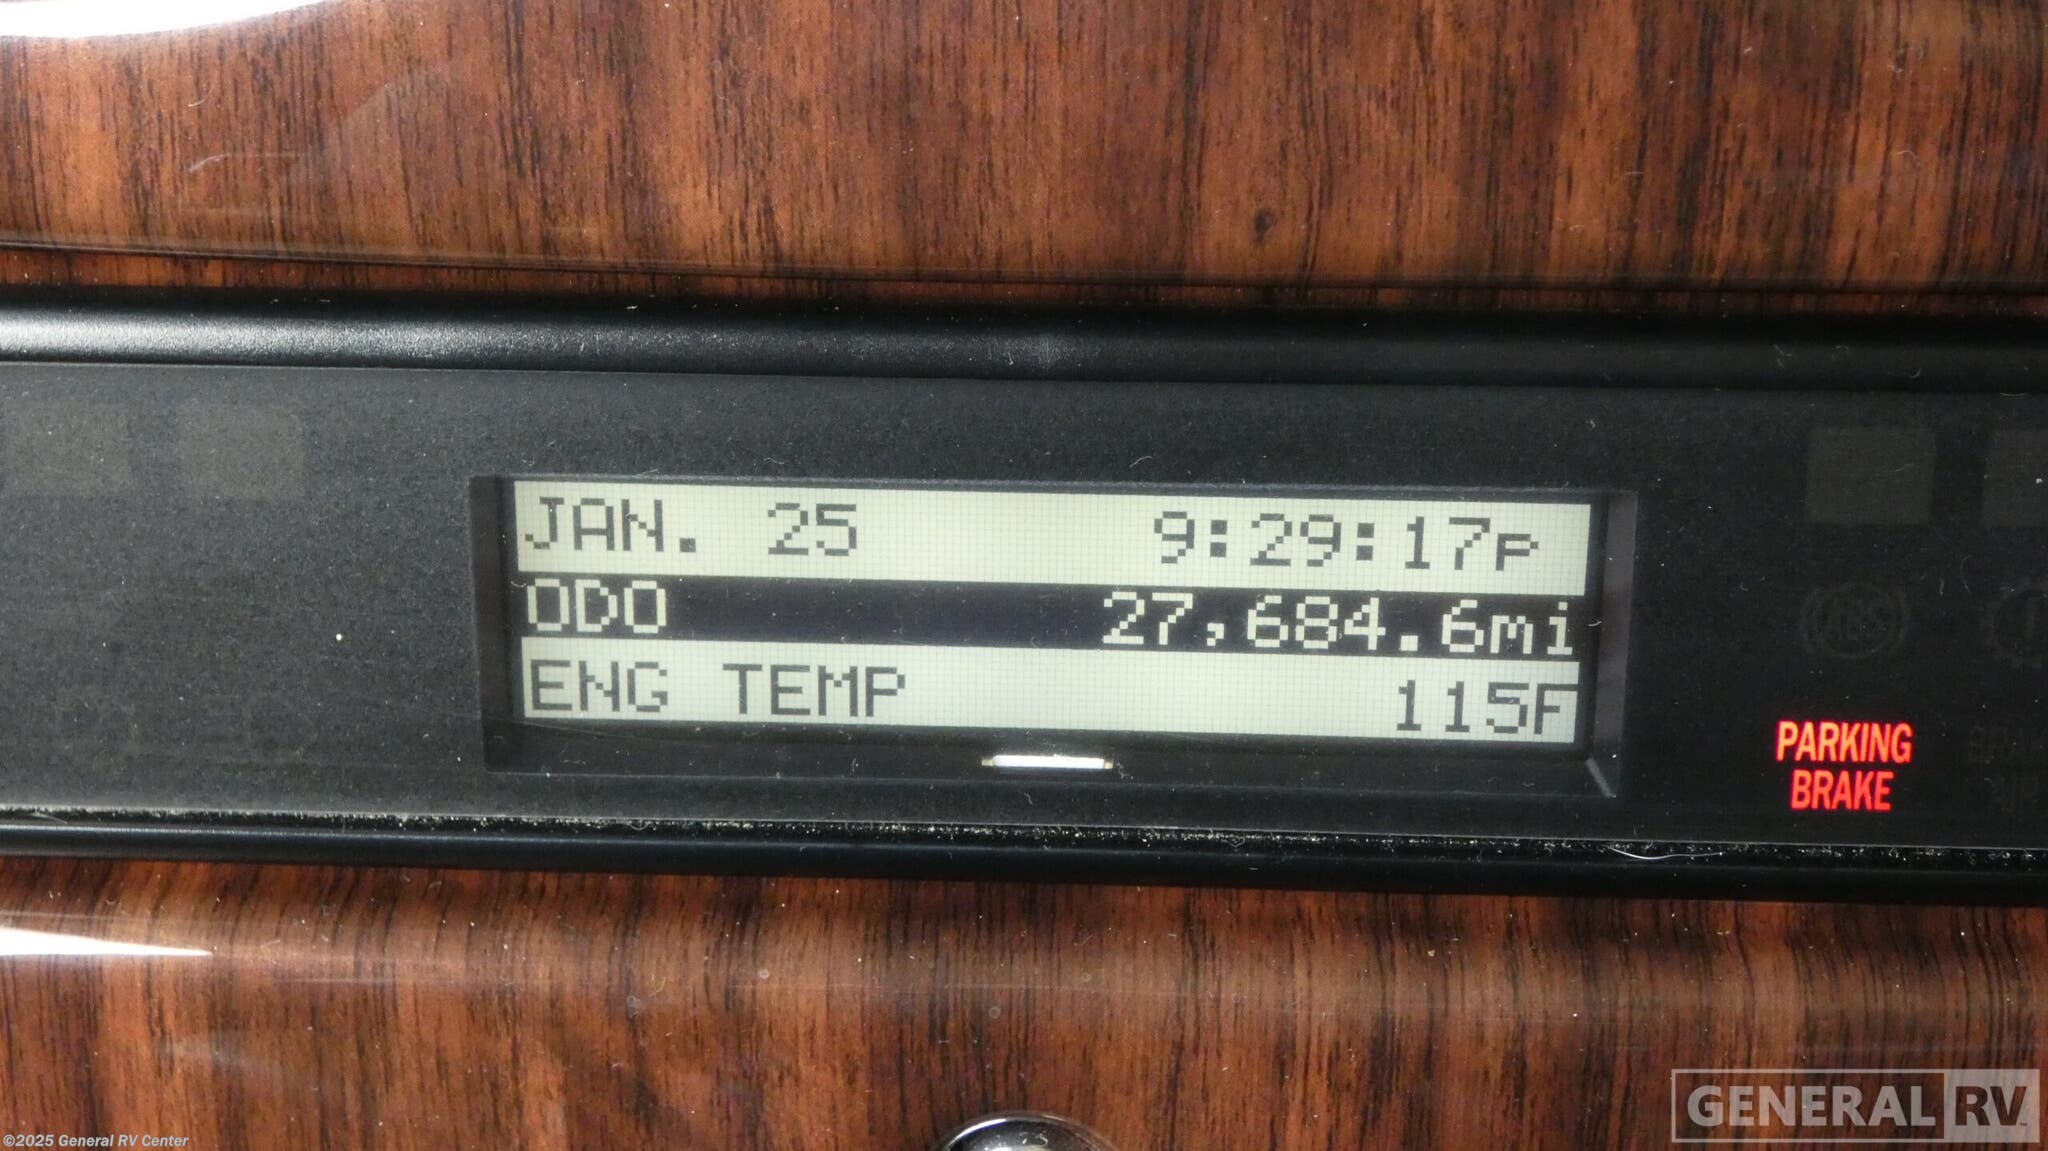 JAN. 25 9:29:17P
ODO 27,684.6mi
ENG TEMP 115F
ABS
PARKING
BRAKE
GENERAL RV
©2025 General RV Center